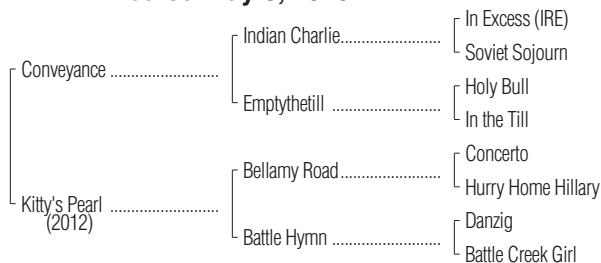 In Excess (IRE)
Indian Charlie
Soviet Sojourn
Conveyance
Holy Bull
Emptythetill
In the Till
Concerto
Bellamy Road
Hurry Home Hillary
Kitty's Pearl
(2012)
Danzig
Battle Hymn
Battle Creek Girl